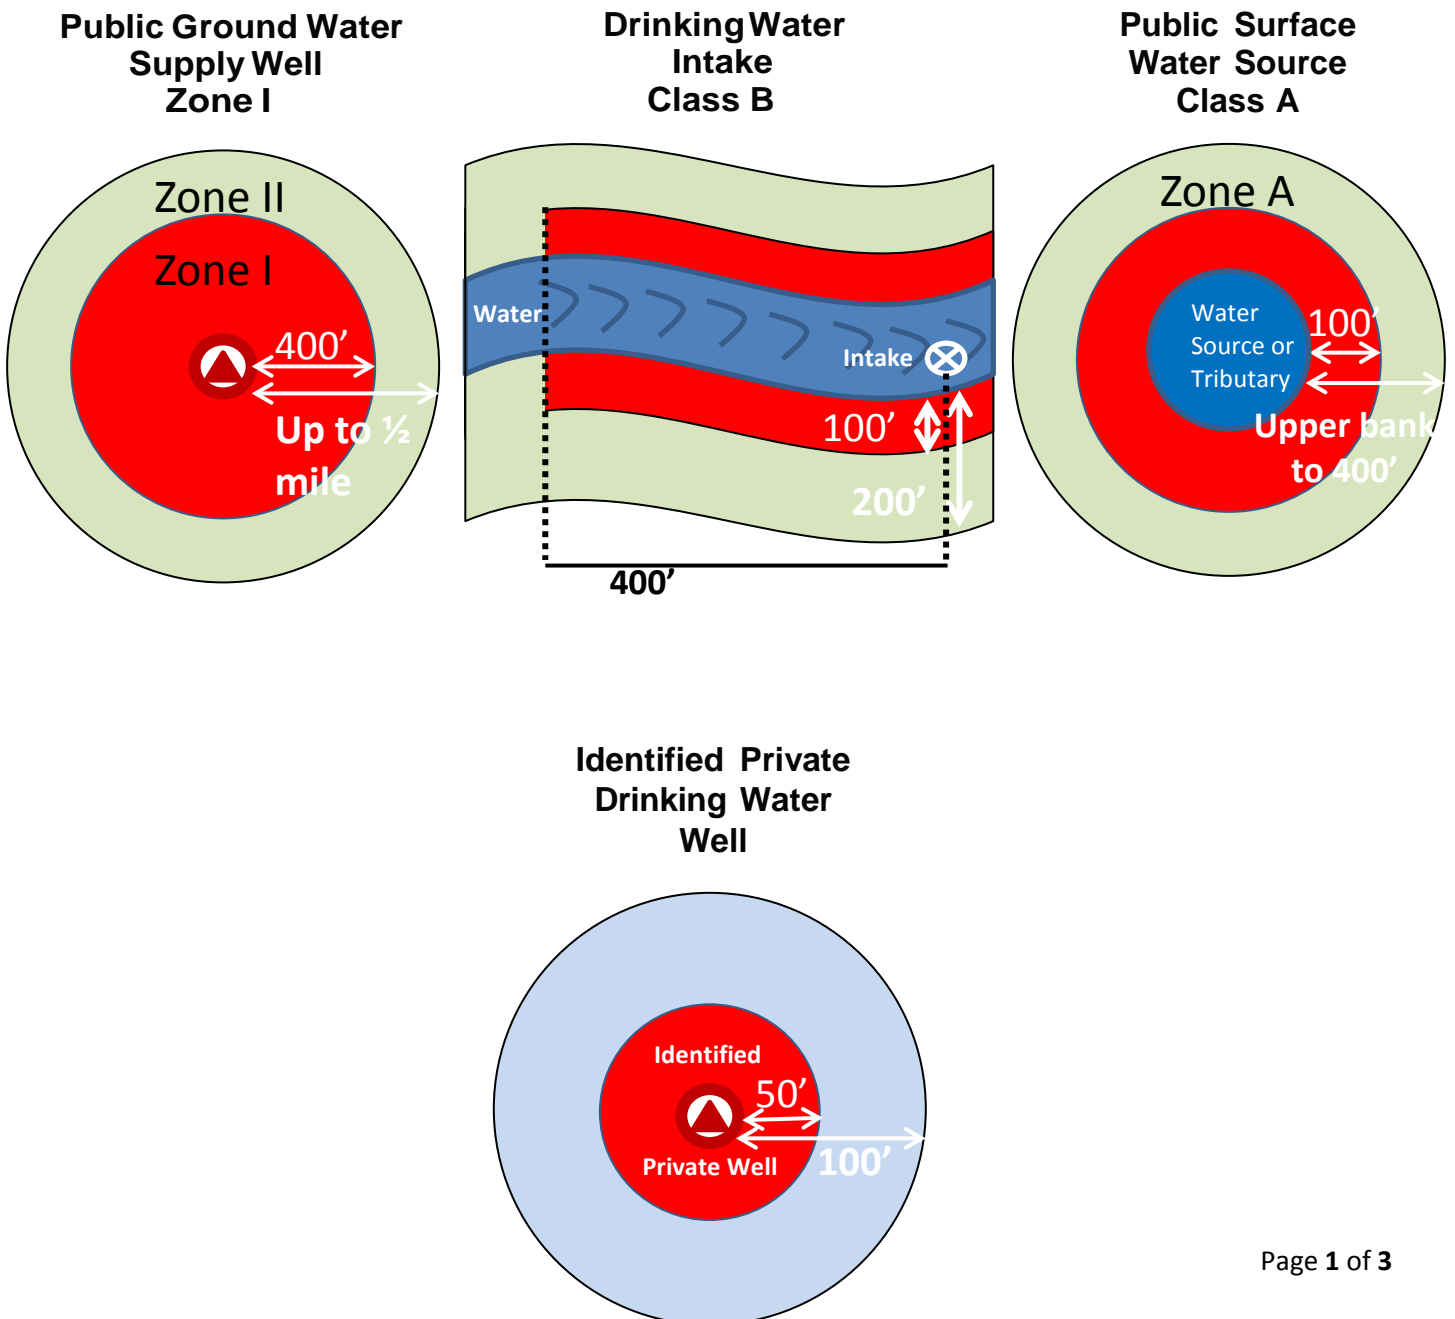 Public Ground Water
Supply Well
Zone I
Zone II
Zone I
400’
Up to ½
mile
Drinking Water
Intake
Class B
Water
Intake
100’
200’
400’
Public Surface
Water Source
Class A
Zone A
Water
Source or
Tributary
100’
Upper bank
to 400’
Identified Private
Drinking Water
Well
Identified
50’
Private Well
100’
Page 1 of 3